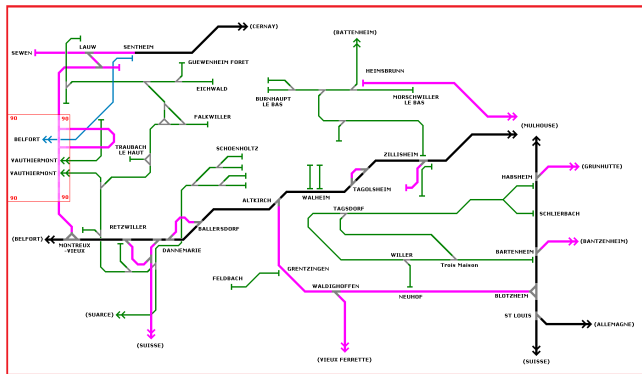 (CERNAY)
(BATTENHEIM)
SEWEN
LAUW
SENTHEIM
GUEWENHEIM FORET
HEIMSBRUNN
EICHWALD
BURNHAUPT
LE BAS
MORSCHWILLER
LE BAS
90
90
FALKWILLER
(MULHOUSE)
BELFORT
TRAUBACH
LE HAUT
SCHOENHOLTZ
ZILLISHEIM
VAUTHIERMONT
VAUTHIERMONT
HABSHEIM
(GRUNHUTTE)
90
90
ALTKIRCH
WALHEIM
TAGOLSHEIM
RETZWILLER
BALLERSDORF
TAGSDORF
SCHLIERBACH
(BELFORT)
MONTREUX
-VIEUX
DANNEMARIE
WILLER
Trois Maison
BARTENHEIM
(BANTZENHEIM)
FELDBACH
GRENTZINGEN
WALDIGHOFFEN
NEUHOF
BLOTZHEIM
(SUARCE)
ST LOUIS
(ALLEMAGNE)
(SUISSE)
(VIEUX FERRETTE)
(SUISSE)